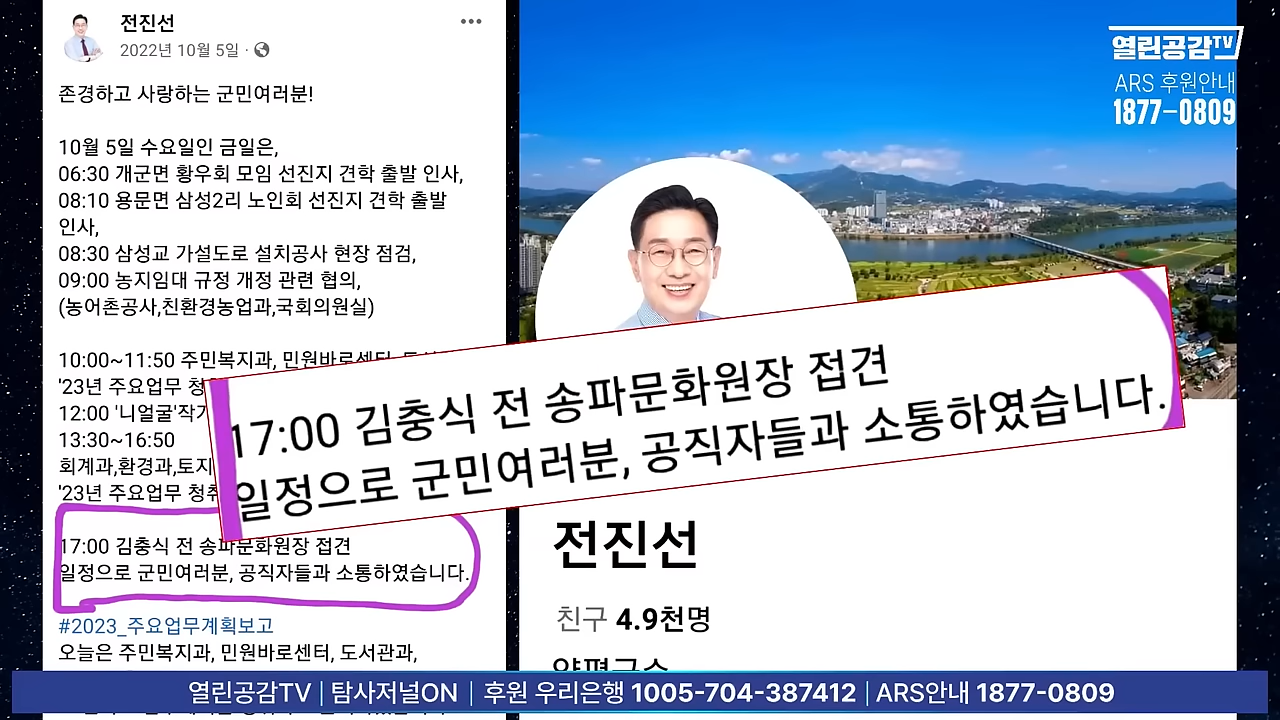 전진선
2022년 10월 5일 ·
존경하고 사랑하는 군민여러분!
10월 5일 수요일인 금일은,
06:30 개군면 황우회 모임 선진지 견학 출발 인사,
08:10 용문면 삼성2리 노인회 선진지 견학 출발
인사,
08:30 삼성교 가설도로 설치공사 현장 점검,
09:00 농지임대 규정 개정 관련 협의,
(농어촌공사,친환경농업과,국회의원실)
10:00~11:50 주민복지과, 민원바로센터,
'23년 주요업무
12:00 '니얼굴'작가
13:30~16:50
회계과,환경과,토지
'23년 주요업무 청취
17:00 김충식 전 송파문화원장 접견
일정으로 군민여러분, 공직자들과 소통하였습니다.
#2023_주요업무계획보고
오늘은 주민복지과, 민원바로센터, 도서관과,
17:00 김충식 전 송파문화원장 접견
일정으로 군민여러분, 공직자들과 소통하였습니다.
전진선
친구 4.9천명
양평군수
열린공감TV
ARS 후원안내
1877-0809
열린공감TV | 탐사저널ON | 후원 우리은행 1005-704-387412 | ARS안내 1877-0809